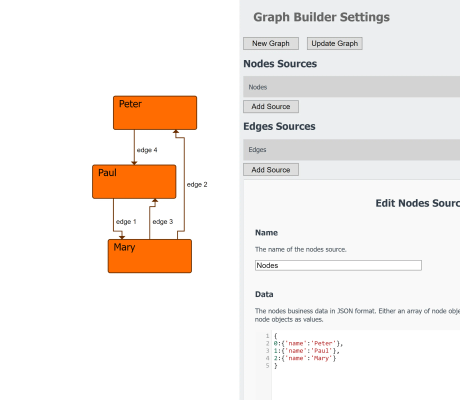 Peter
edge 4
Paul
edge 2
edge 1
edge 3
Mary
Graph Builder Settings
New Graph
Update Graph
Nodes Sources
Nodes
Add Source
Edges Sources
Edges
Add Source
Edit Nodes Sourc
Name
The name of the nodes source.
Nodes
Data
The nodes business data in JSON format. Either an array of node obje
node objects as values.
1 {
2 0:{'name':'Peter'},
3 1:{'name':'Paul'},
4 2:{'name':'Mary'}
5 }